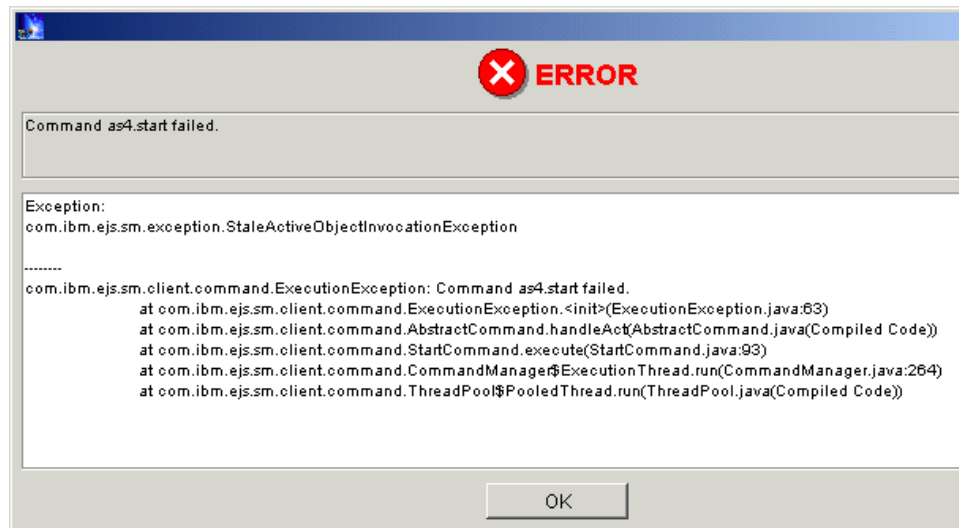 ERROR
Command as4.start failed.
Exception:
com.ibm.ejs.sm.exception.StaleActiveObjectInvocationException
--------
com.ibm.ejs.sm.client.command.ExecutionException: Command as4.start failed.
at com.ibm.ejs.sm.client.command.ExecutionException.<init>(ExecutionException.java:63)
at com.ibm.ejs.sm.client.command.AbstractCommand.handleAct(AbstractCommand.java(Compiled Code))
at com.ibm.ejs.sm.client.command.StartCommand.execute(StartCommand.java:93)
at com.ibm.ejs.sm.client.command.CommandManager$ExecutionThread.run(CommandManager.java:264)
at com.ibm.ejs.sm.client.command.ThreadPool$PooledThread.run(ThreadPool.java(Compiled Code))
OK